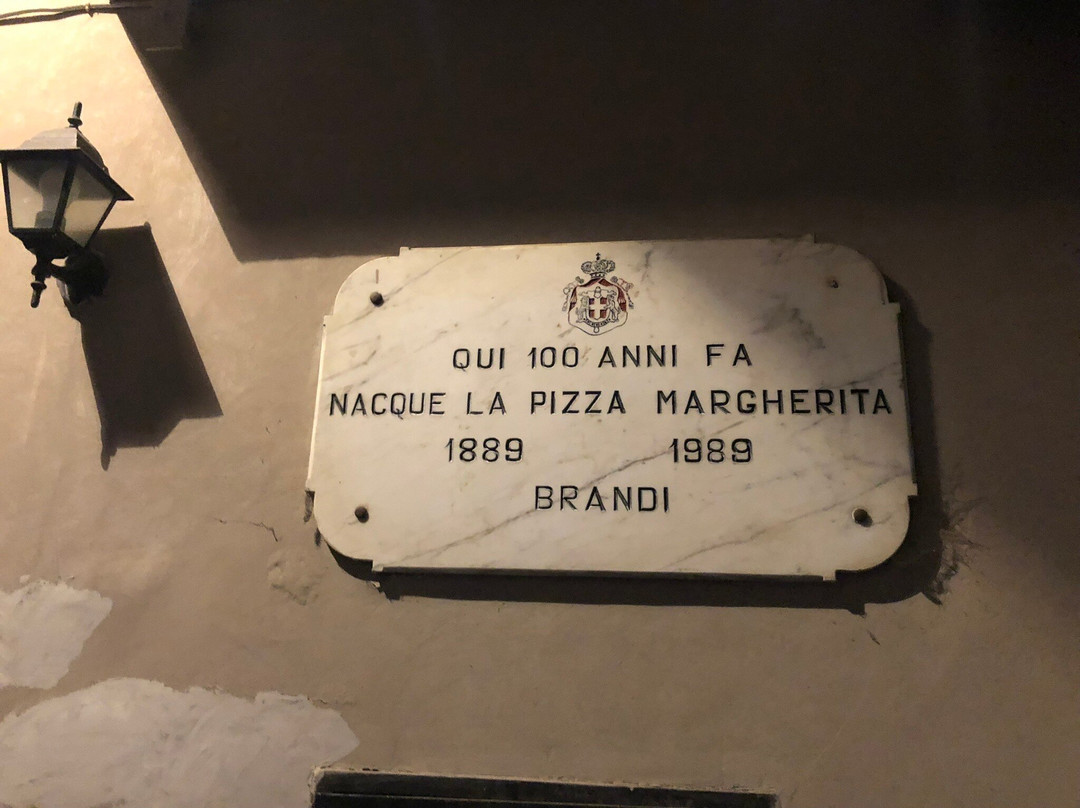 QUI 100 ANNI FA
NACQUE LA PIZZA MARGHERITA
1889 1989
BRANDI